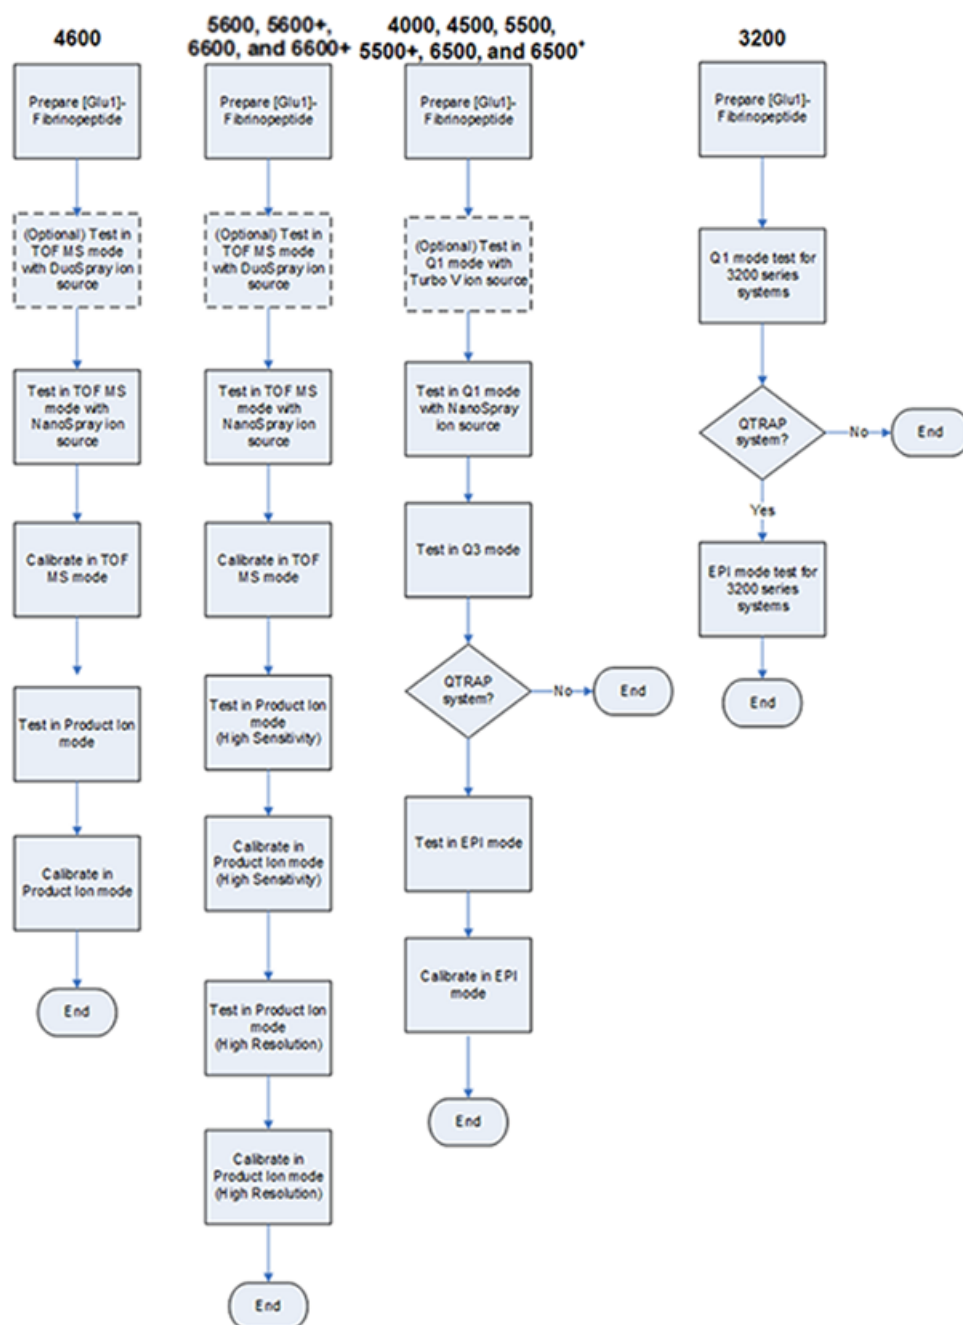 4600
Prepare [Glu1]-
Fibrinopeptide
(Optional) Test in
TOF MS mode
with DuoSpray ion
source
Test in TOF MS
mode with
NanoSpray ion
source
Calibrate in TOF
MS mode
Test in Product Ion
mode
Calibrate in
Product Ion mode
End
5600, 5600+,
6600, and 6600+
Prepare [Glu1]-
Fibrinopeptide
(Optional) Test in
TOF MS mode
with DuoSpray ion
source
Test in TOF MS
mode with
NanoSpray ion
source
Calibrate in TOF
MS mode
Test in Product Ion
mode
(High Sensitivity)
Calibrate in
Product Ion mode
(High Sensitivity)
Test in Product Ion
mode
(High Resolution)
Calibrate in
Product Ion mode
(High Resolution)
End
4000, 4500, 5500,
5500+, 6500, and 6500+
Prepare [Glu1]-
Fibrinopeptide
(Optional) Test in
Q1 mode with
Turbo V ion source
Test in Q1 mode
with NanoSpray
ion source
Test in Q3 mode
QTRAP
system?
No
End
Test in EPI mode
Calibrate in EPI
mode
End
3200
Prepare [Glu1]-
Fibrinopeptide
Q1 mode test for
3200 series
systems
QTRAP
system?
No
End
Yes
EPI mode test for
3200 series
systems
End